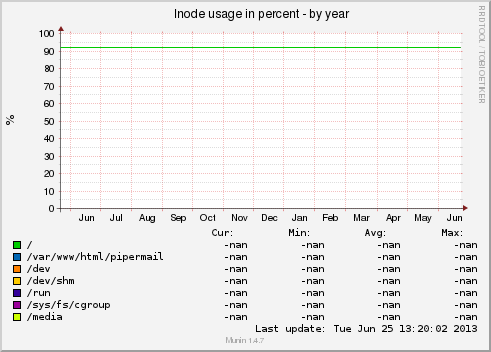 Inode usage in percent - by year
RRDTOOL / TOBI OETIKER
%
100
90
80
70
60
50
40
30
20
10
0
Jun Jul Aug Sep Oct Nov Dec Jan Feb Mar Apr May Jun
Cur: Min: Avg: Max:
/ -nan -nan -nan -nan
/var/www/html/pipermail -nan -nan -nan -nan
/dev -nan -nan -nan -nan
/dev/shm -nan -nan -nan -nan
/run -nan -nan -nan -nan
/sys/fs/cgroup -nan -nan -nan -nan
/media -nan -nan -nan -nan
Last update: Tue Jun 25 13:20:02 2013
Munin 1.4.7